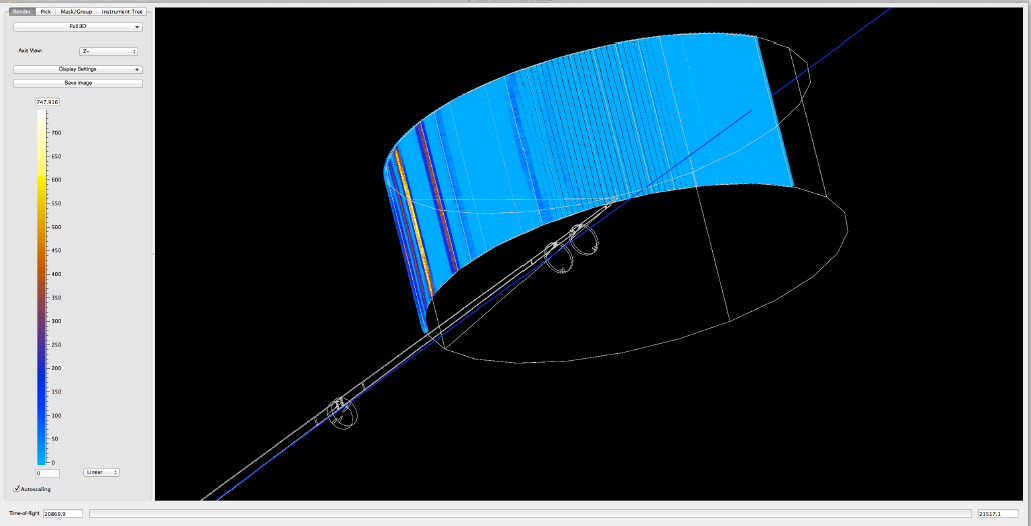 Render Pick Mask/Group Instrument Tree
Full 3D
Axis View: Z-
Display Settings
Save image
747.916
700
650
600
550
500
450
400
350
300
250
200
150
100
50
0
0 Linear
Autoscaling
Time-of-flight 20869.9 21517.1